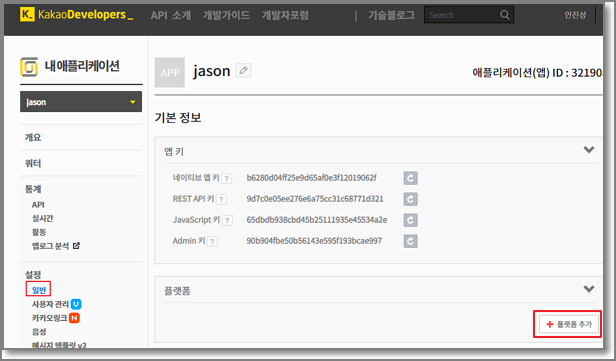 K_ KakaoDevelopers_ API 소개 개발가이드 개발자포럼 | 기술블로그 Search 안진성
내 애플리케이션
jason
개요
쿼터
통계
API
실시간
활동
앱로그 분석
설정
일반
사용자 관리 U
카카오링크 N
음성
메시지 템플릿 v2
APP jason 애플리케이션(앱) ID : 32190
기본 정보
앱 키
네이티브 앱 키 ? b6280d04ff25e9d65af0e3f12019062f
REST API 키 ? 9d7c0e05ee276e6a75cc31c68771d321
JavaScript 키 ? 65dbdb938cbd45b25111935e45534a2e
Admin 키 ? 90b904fbe50b56143e595f193bcae997
플랫폼
+ 플랫폼 추가